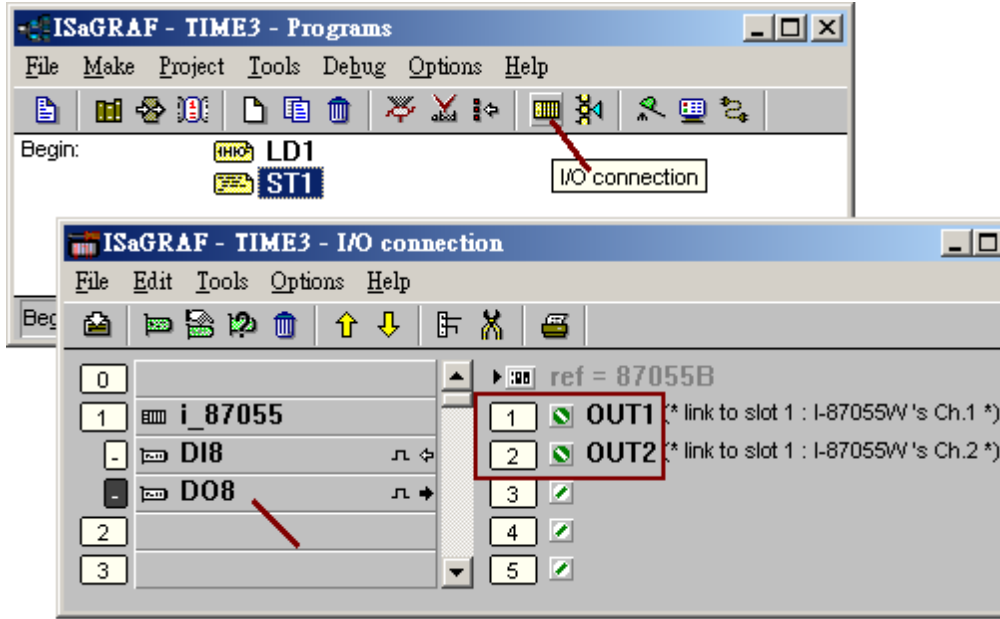 ISaGRAF - TIME3 - Programs
File Make Project Tools Debug Options Help
Begin:
LD1
ST1
I/O connection
ISaGRAF - TIME3 - I/O connection
File Edit Tools Options Help
Beg
0
1 i_87055
- DI8
- DO8
2
3
ref = 87055B
1 OUT1 (* link to slot 1 : I-87055W 's Ch.1 *)
2 OUT2 (* link to slot 1 : I-87055W 's Ch.2 *)
3
4
5